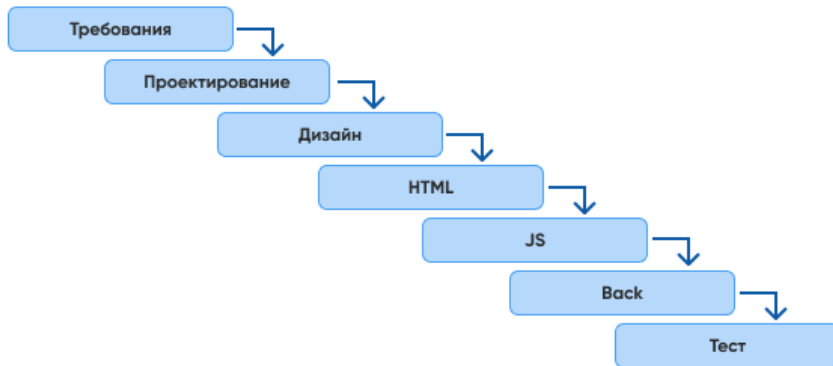 Требования
Проектирование
Дизайн
HTML
JS
Back
Тест